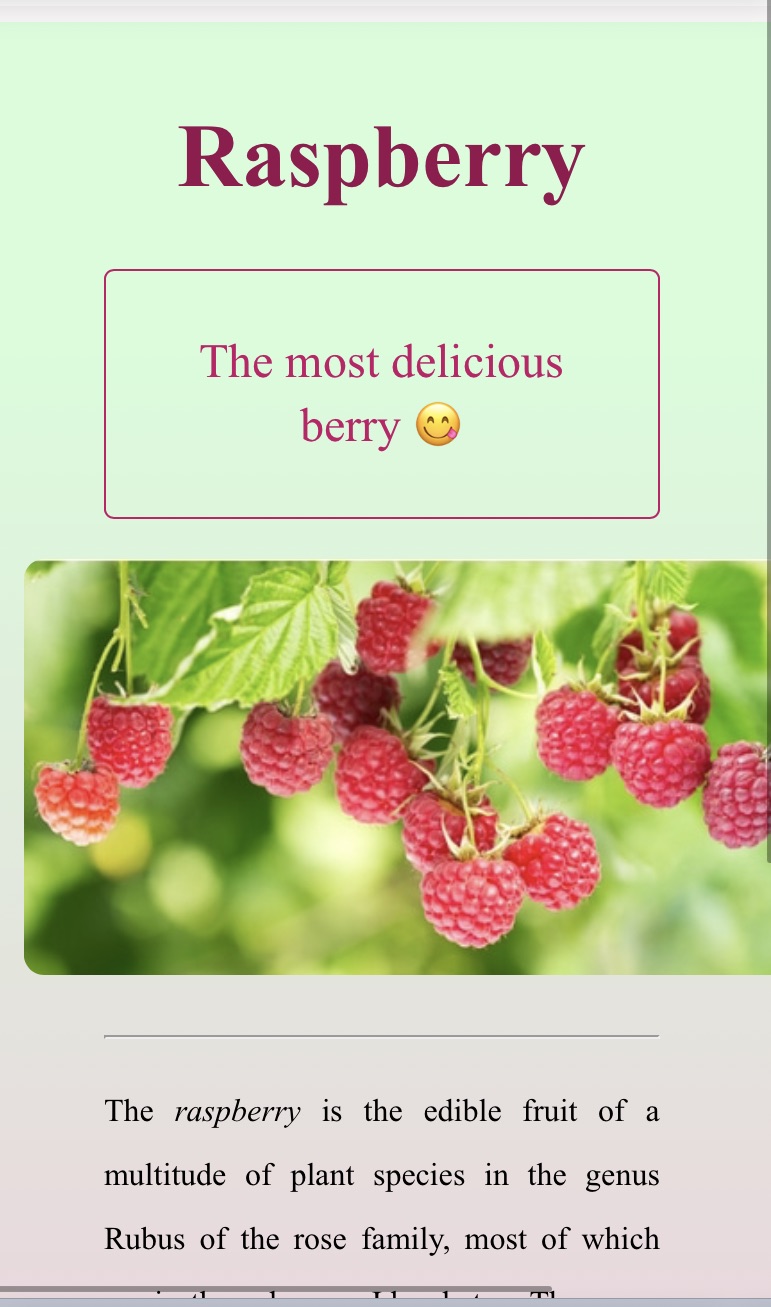 Raspberry
The most delicious
berry 😋
The raspberry is the edible fruit of a
multitude of plant species in the genus
Rubus of the rose family, most of which